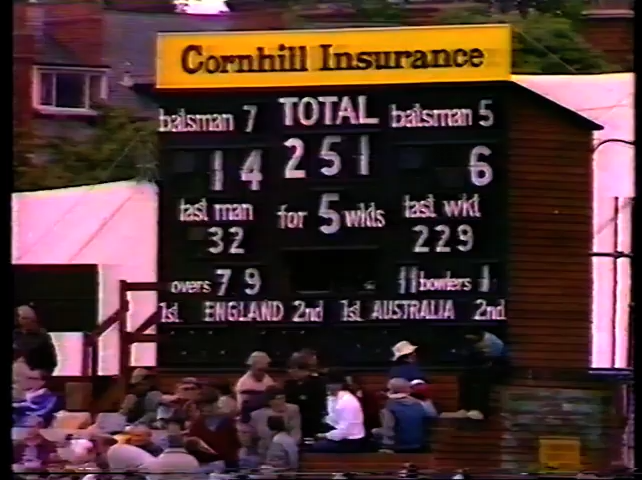 Cornhill Insurance
batsman 7 TOTAL batsman 5
14 251 6
last man for 5 wkts last wkt
32 229
overs 79 11 bowlers 1
1st ENGLAND 2nd 1st AUSTRALIA 2nd